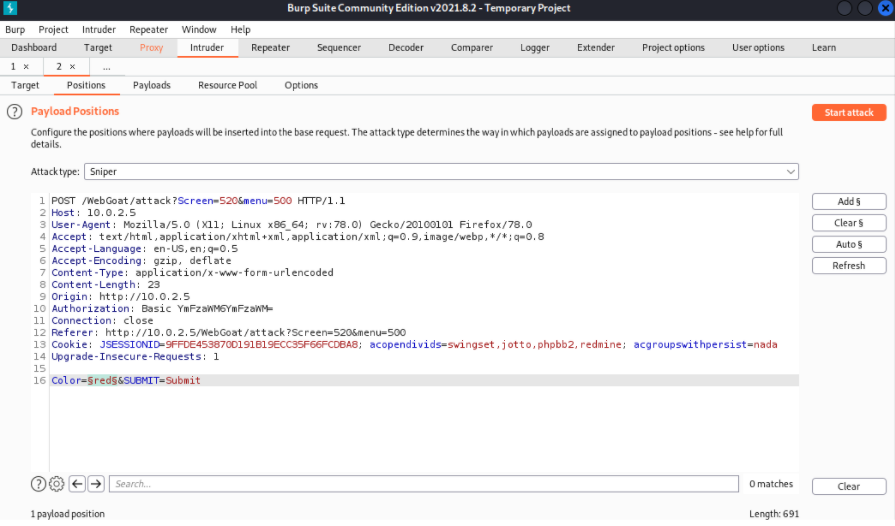 Burp Suite Community Edition v2021.8.2 - Temporary Project
Burp Project Intruder Repeater Window Help
Dashboard Target Proxy Intruder Repeater Sequencer Decoder Comparer Logger Extender Project options User options Learn
1 × 2 × ...
Target Positions Payloads Resource Pool Options
? Payload Positions Start attack
Configure the positions where payloads will be inserted into the base request. The attack type determines the way in which payloads are assigned to payload positions - see help for full
details.
Attack type: Sniper
Add §
Clear §
Auto §
Refresh
1 POST /WebGoat/attack?Screen=520&menu=500 HTTP/1.1
2 Host: 10.0.2.5
3 User-Agent: Mozilla/5.0 (X11; Linux x86_64; rv:78.0) Gecko/20100101 Firefox/78.0
4 Accept: text/html,application/xhtml+xml,application/xml;q=0.9,image/webp,*/*;q=0.8
5 Accept-Language: en-US,en;q=0.5
6 Accept-Encoding: gzip, deflate
7 Content-Type: application/x-www-form-urlencoded
8 Content-Length: 23
9 Origin: http://10.0.2.5
10 Authorization: Basic YmFzaWM6YmFzaWM=
11 Connection: close
12 Referer: http://10.0.2.5/WebGoat/attack?Screen=520&menu=500
13 Cookie: JSESSIONID=9FFDE453870D191B19ECC35F66FCDBA8; acopendivids=swingset,jotto,phpbb2,redmine; acgroupswithpersist=nada
14 Upgrade-Insecure-Requests: 1
15
16 Color=§red§&SUBMIT=Submit
? Search... 0 matches Clear
1 payload position Length: 691